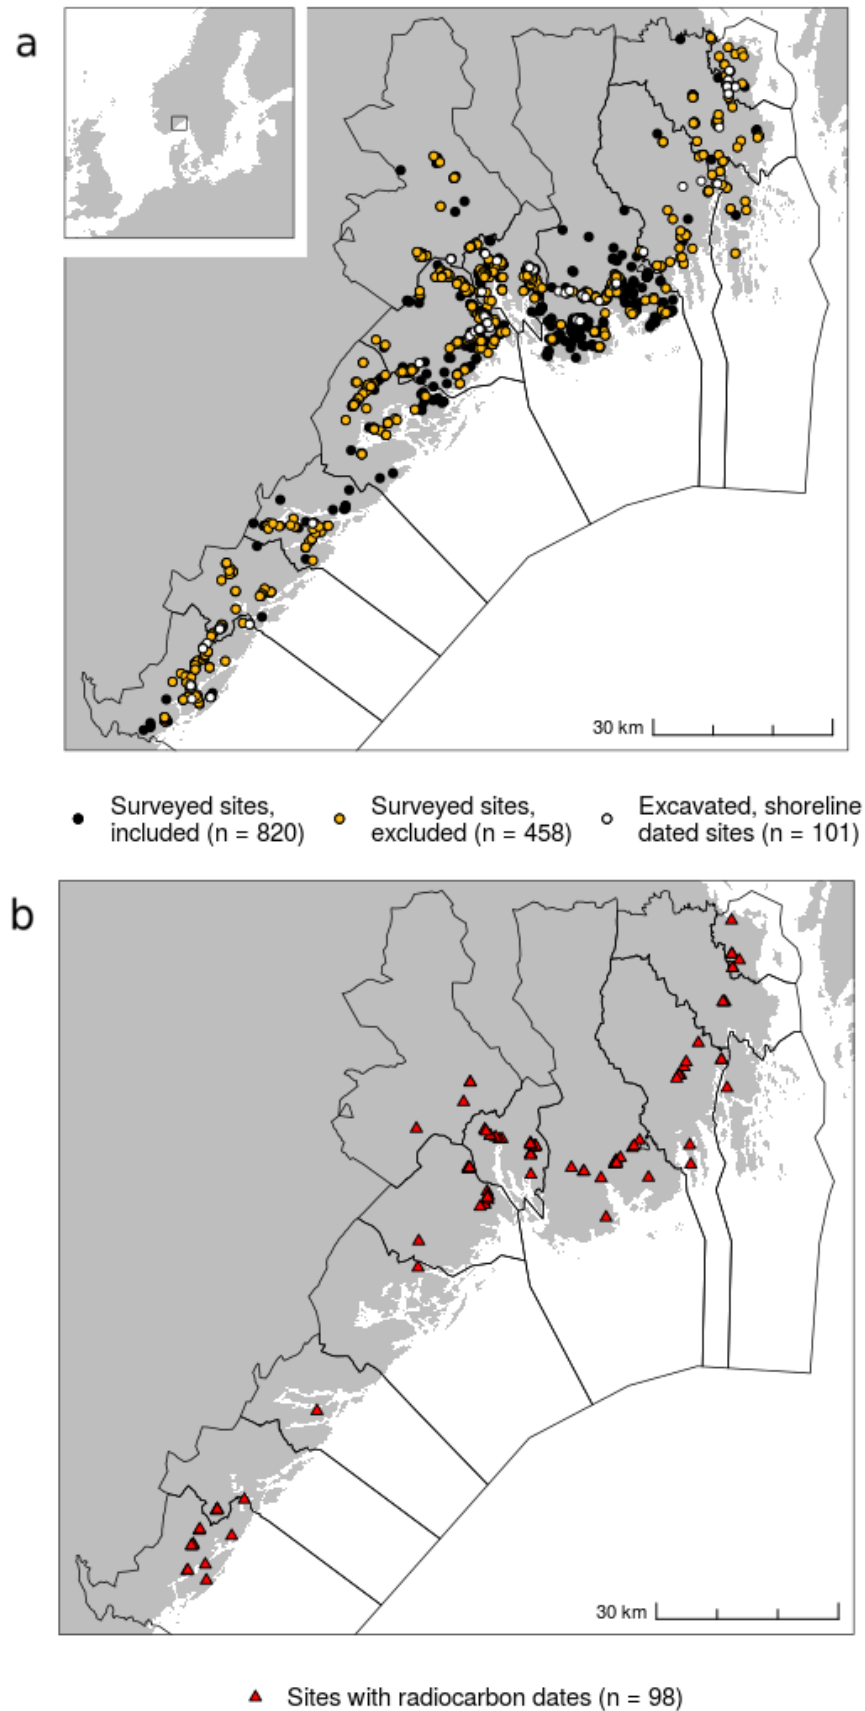 a
30 km
Surveyed sites,
included (n = 820)
Surveyed sites,
excluded (n = 458)
Excavated, shoreline
dated sites (n = 101)
b
30 km
Sites with radiocarbon dates (n = 98)